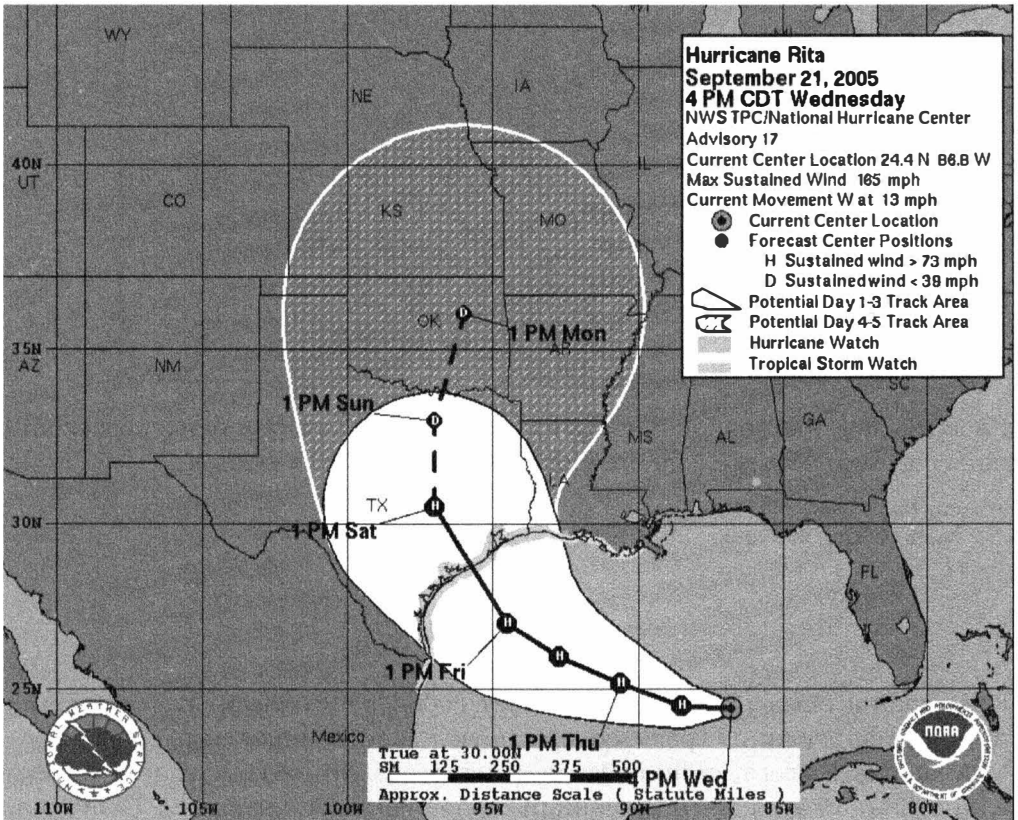 WY
NE
IA
IL
UT
CO
KS
MO
AZ
NM
OK
AR
TX
LA
MS
AL
GA
SC
FL
Mexico
Hurricane Rita
September 21, 2005
4 PM CDT Wednesday
NWS TPC/National Hurricane Center
Advisory 17
Current Center Location 24.4 N 86.8 W
Max Sustained Wind 165 mph
Current Movement W at 13 mph
Current Center Location
Forecast Center Positions
H Sustained wind > 73 mph
D Sustained wind < 39 mph
Potential Day 1-3 Track Area
Potential Day 4-5 Track Area
Hurricane Watch
Tropical Storm Watch
40N
35N
30N
25N
D
1 PM Mon
1 PM Sun
D
H
1 PM Sat
H
1 PM Fri
H
H
1 PM Thu
H
4 PM Wed
True at 30.00N
SM 125 250 375 500
Approx. Distance Scale ( Statute Miles )
110W 105W 100W 95W 90W 85W 80W
NATIONAL WEATHER SERVICE
NOAA